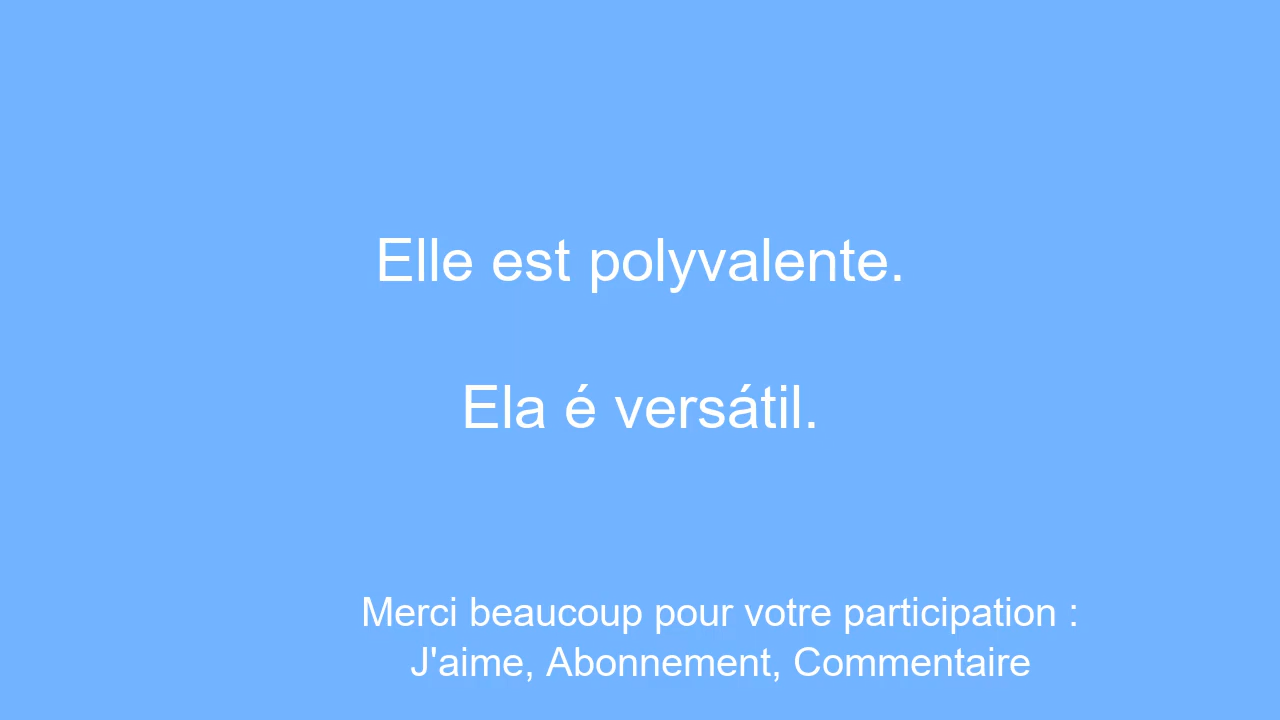 Elle est polyvalente.
Ela é versátil.
Merci beaucoup pour votre participation :
J'aime, Abonnement, Commentaire